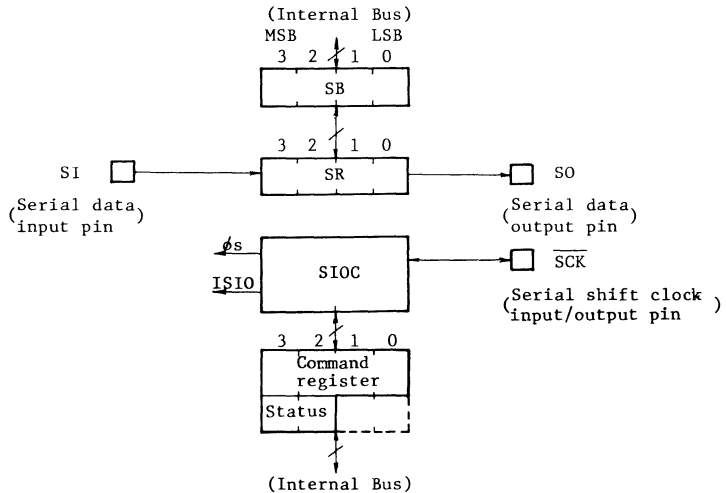 (Internal Bus)
MSB LSB
3 2 1 0
SB
3 2 1 0
SI SR SO
(Serial data input pin)
(Serial data output pin)
φs
ISIO
SIOC
SCK
(Serial shift clock input/output pin)
3 2 1 0
Command
register
Status
(Internal Bus)